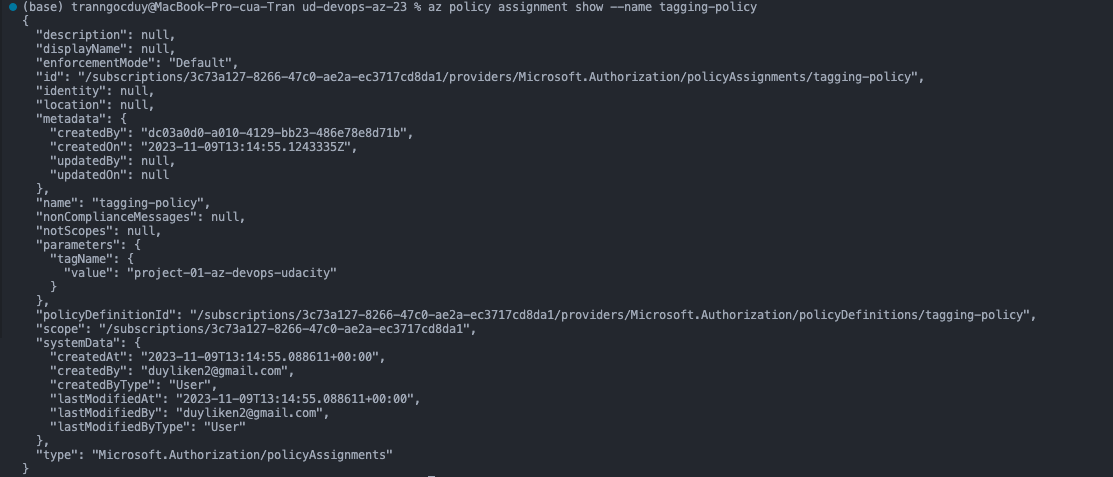 (base) tranngocduy@MacBook-Pro-cua-Tran ud-devops-az-23 % az policy assignment show --name tagging-policy
{
  "description": null,
  "displayName": null,
  "enforcementMode": "Default",
  "id": "/subscriptions/3c73a127-8266-47c0-ae2a-ec3717cd8da1/providers/Microsoft.Authorization/policyAssignments/tagging-policy",
  "identity": null,
  "location": null,
  "metadata": {
    "createdBy": "dc03a0d0-a010-4129-bb23-486e78e8d71b",
    "createdOn": "2023-11-09T13:14:55.1243335Z",
    "updatedBy": null,
    "updatedOn": null
  },
  "name": "tagging-policy",
  "nonComplianceMessages": null,
  "notScopes": null,
  "parameters": {
    "tagName": {
      "value": "project-01-az-devops-udacity"
    }
  },
  "policyDefinitionId": "/subscriptions/3c73a127-8266-47c0-ae2a-ec3717cd8da1/providers/Microsoft.Authorization/policyDefinitions/tagging-policy",
  "scope": "/subscriptions/3c73a127-8266-47c0-ae2a-ec3717cd8da1",
  "systemData": {
    "createdAt": "2023-11-09T13:14:55.088611+00:00",
    "createdBy": "duyliken2@gmail.com",
    "createdByType": "User",
    "lastModifiedAt": "2023-11-09T13:14:55.088611+00:00",
    "lastModifiedBy": "duyliken2@gmail.com",
    "lastModifiedByType": "User"
  },
  "type": "Microsoft.Authorization/policyAssignments"
}